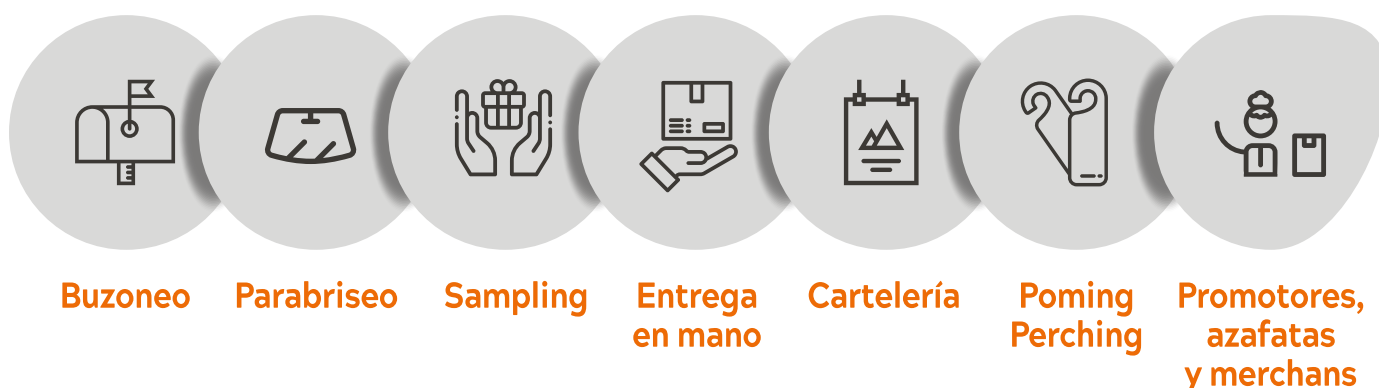 Buzoneo
Parabriseo
Sampling
Entrega
en mano
Cartelería
Poming
Perching
Promotores,
azafatas
y merchans